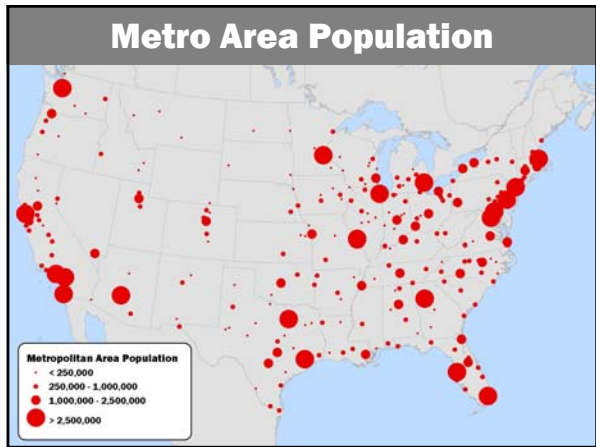 Metro Area Population
Metropolitan Area Population
< 250,000
250,000 - 1,000,000
1,000,000 - 2,500,000
> 2,500,000